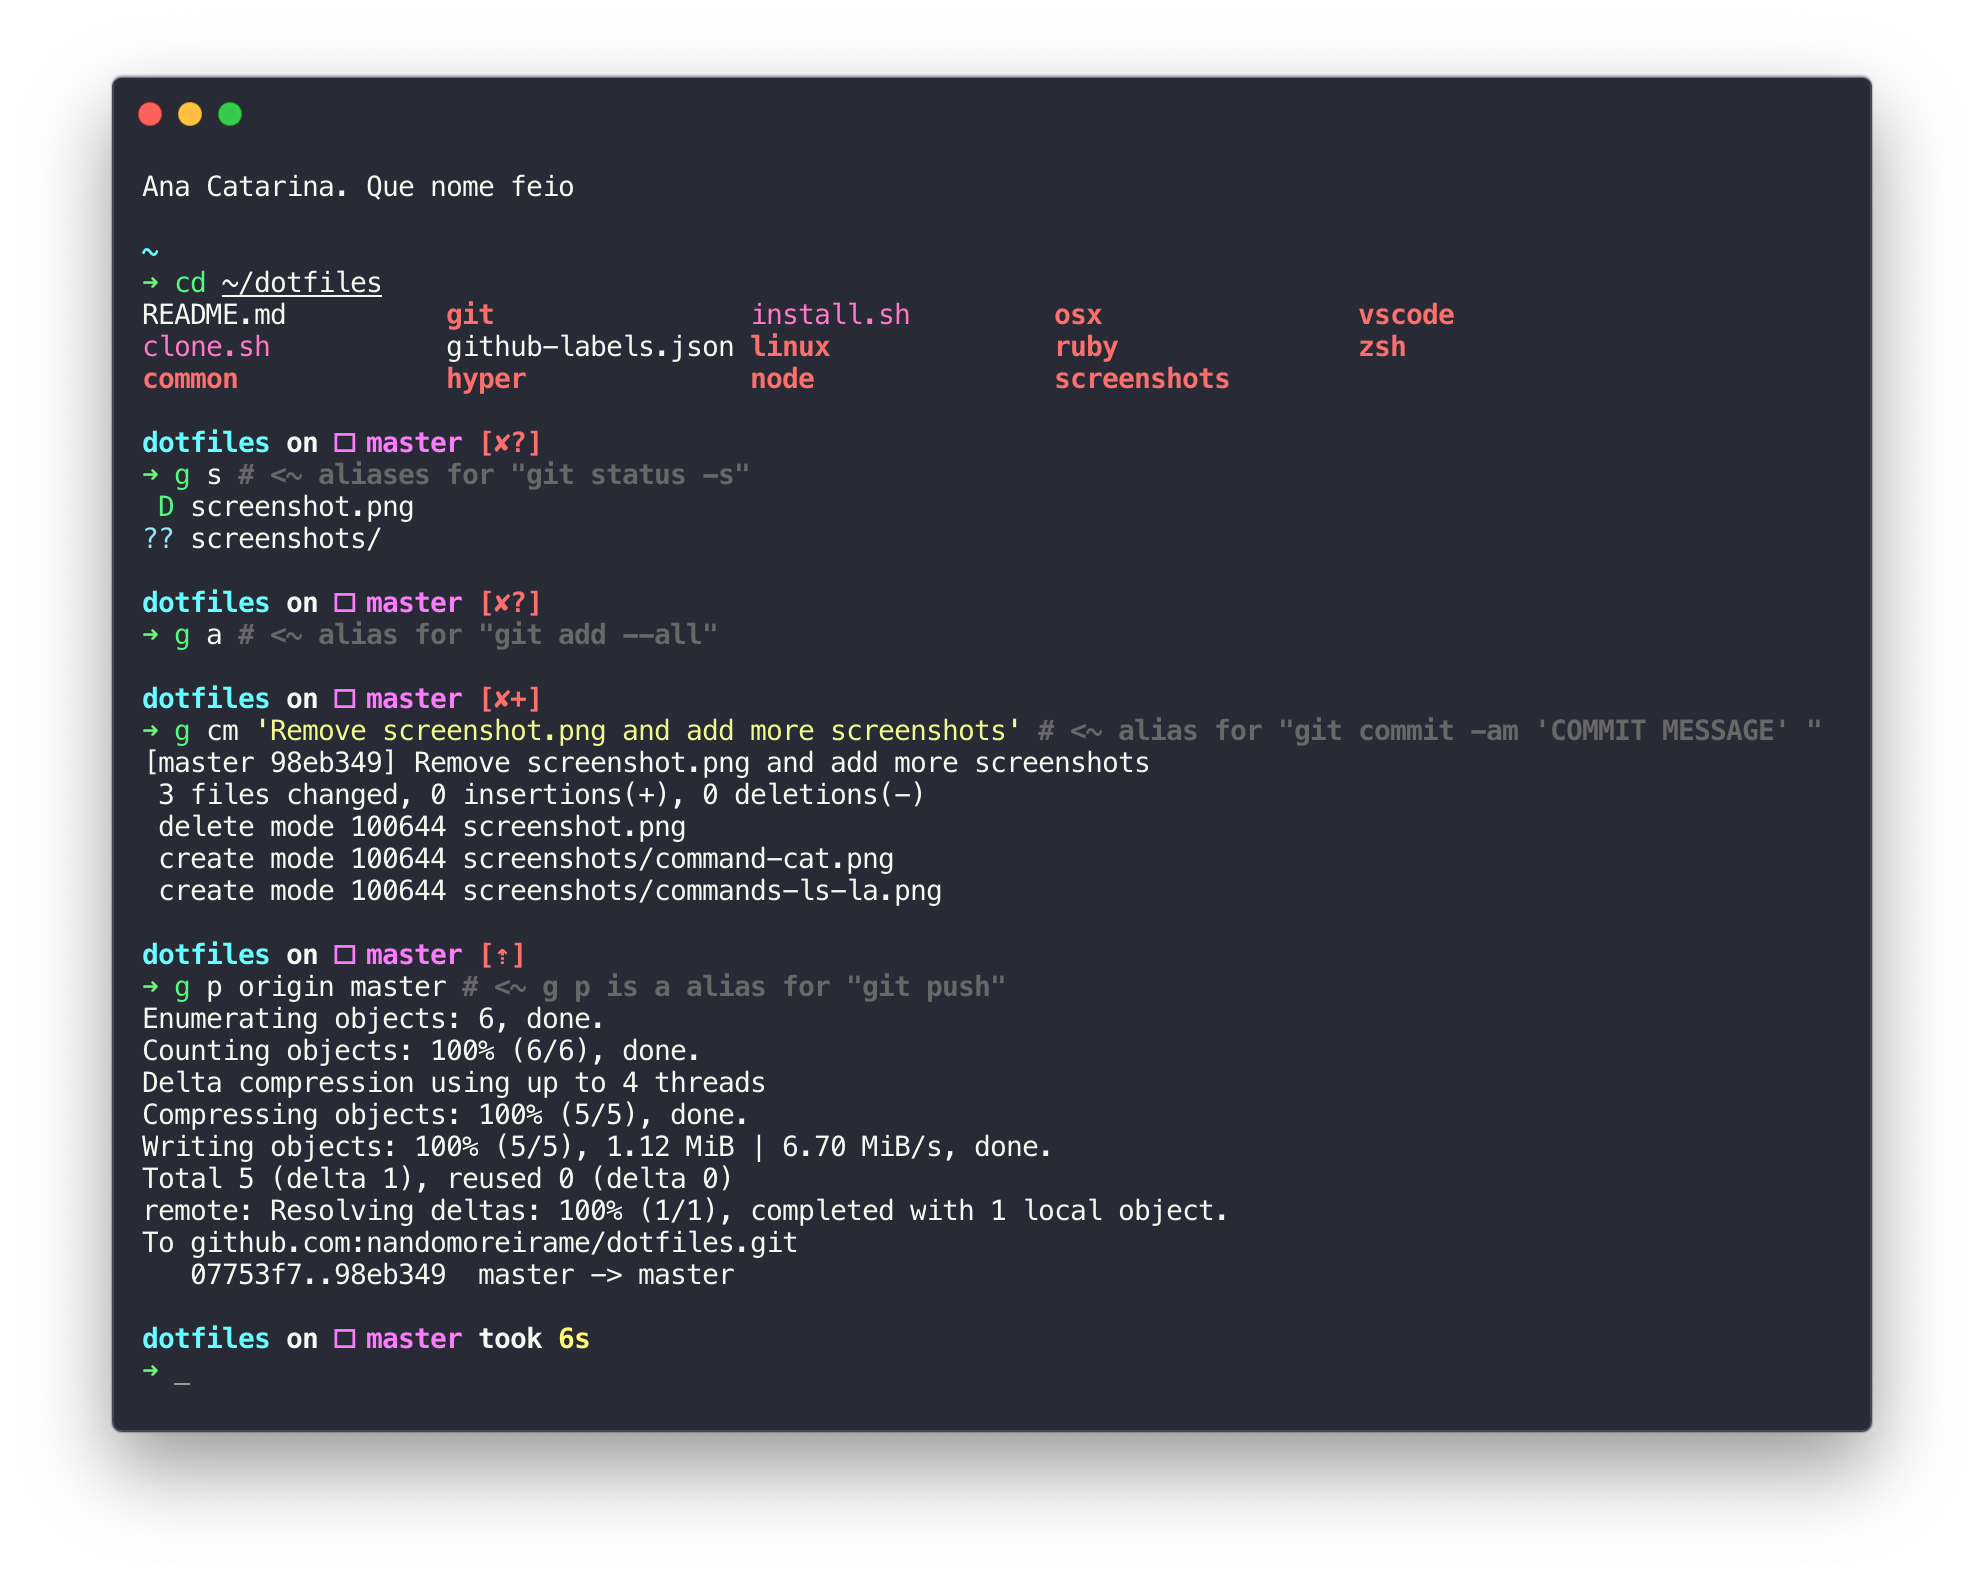 Ana Catarina. Que nome feio
~
➜ cd ~/dotfiles
README.md          git                install.sh         osx                vscode
clone.sh           github-labels.json linux              ruby               zsh
common             hyper              node               screenshots
dotfiles on □ master [✘?]
➜ g s # <~ aliases for "git status -s"
 D screenshot.png
?? screenshots/
dotfiles on □ master [✘?]
➜ g a # <~ alias for "git add --all"
dotfiles on □ master [✘+]
➜ g cm 'Remove screenshot.png and add more screenshots' # <~ alias for "git commit -am 'COMMIT MESSAGE' "
[master 98eb349] Remove screenshot.png and add more screenshots
 3 files changed, 0 insertions(+), 0 deletions(-)
 delete mode 100644 screenshot.png
 create mode 100644 screenshots/command-cat.png
 create mode 100644 screenshots/commands-ls-la.png
dotfiles on □ master [⇡]
➜ g p origin master # <~ g p is a alias for "git push"
Enumerating objects: 6, done.
Counting objects: 100% (6/6), done.
Delta compression using up to 4 threads
Compressing objects: 100% (5/5), done.
Writing objects: 100% (5/5), 1.12 MiB | 6.70 MiB/s, done.
Total 5 (delta 1), reused 0 (delta 0)
remote: Resolving deltas: 100% (1/1), completed with 1 local object.
To github.com:nandomoreirame/dotfiles.git
   07753f7..98eb349  master -> master
dotfiles on □ master took 6s
➜ _